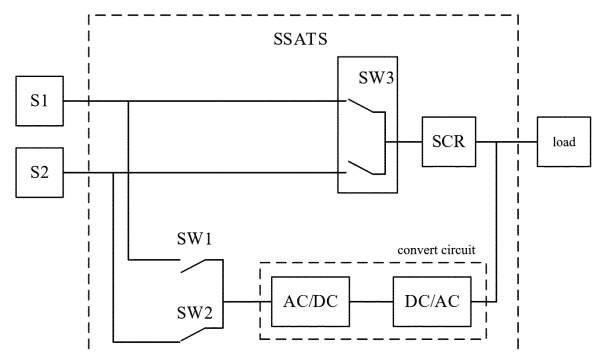 SSATS
S1
SW3
SCR
load
S2
SW1
convert circuit
AC/DC
DC/AC
SW2